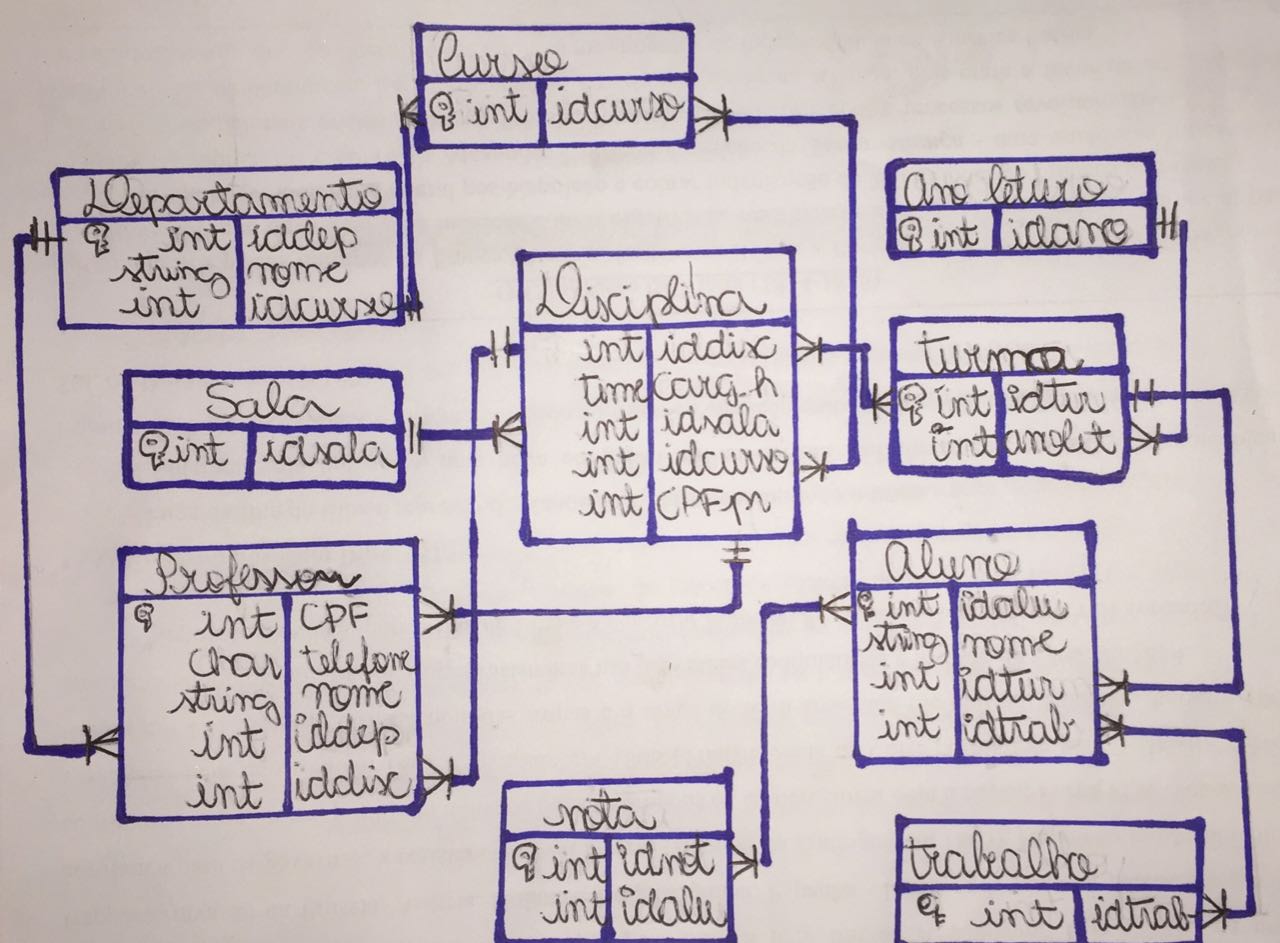 Curso
int idcurso
Departamento
int iddep
string nome
int idcurso
Ano letivo
int idano
Disciplina
int iddisc
time Carg.h
int idsala
int idcurso
int CPFpr
Sala
int idsala
turma
int idtur
int anolet
Professor
int CPF
char telefone
string nome
int iddep
int iddisc
Aluno
int idalu
string nome
int idtur
int idtrab
nota
int idnot
int idalu
trabalho
int idtrab